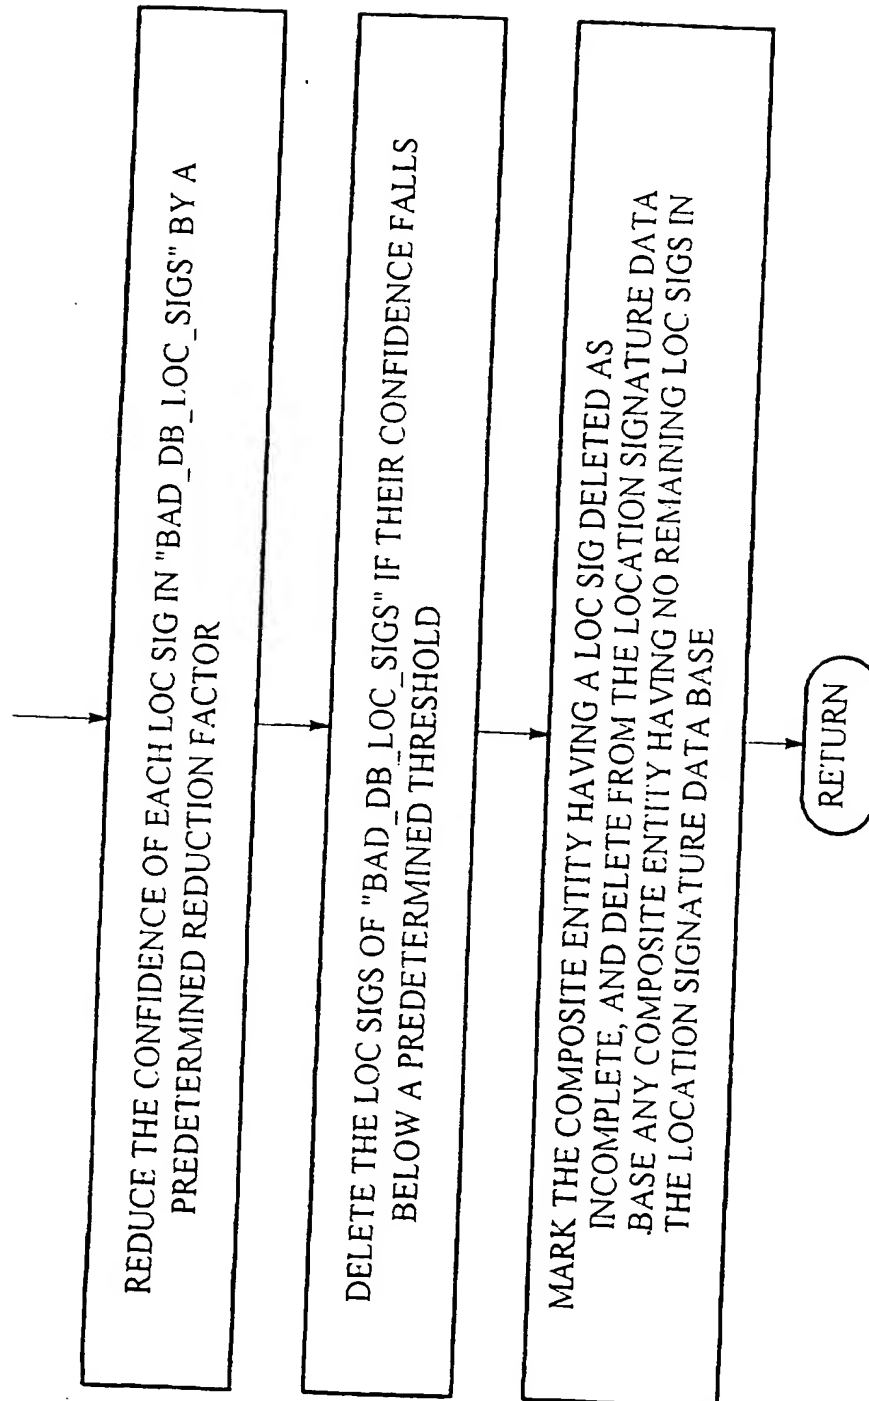 REDUCE THE CONFIDENCE OF EACH LOC SIG IN "BAD_DB_LOC_SIGS" BY A
PREDETERMINED REDUCTION FACTOR
DELETE THE LOC SIGS OF "BAD_DB_LOC_SIGS" IF THEIR CONFIDENCE FALLS
BELOW A PREDETERMINED THRESHOLD
MARK THE COMPOSITE ENTITY HAVING A LOC SIG DELETED AS
INCOMPLETE, AND DELETE FROM THE LOCATION SIGNATURE DATA
BASE ANY COMPOSITE ENTITY HAVING NO REMAINING LOC SIGS IN
THE LOCATION SIGNATURE DATA BASE
RETURN